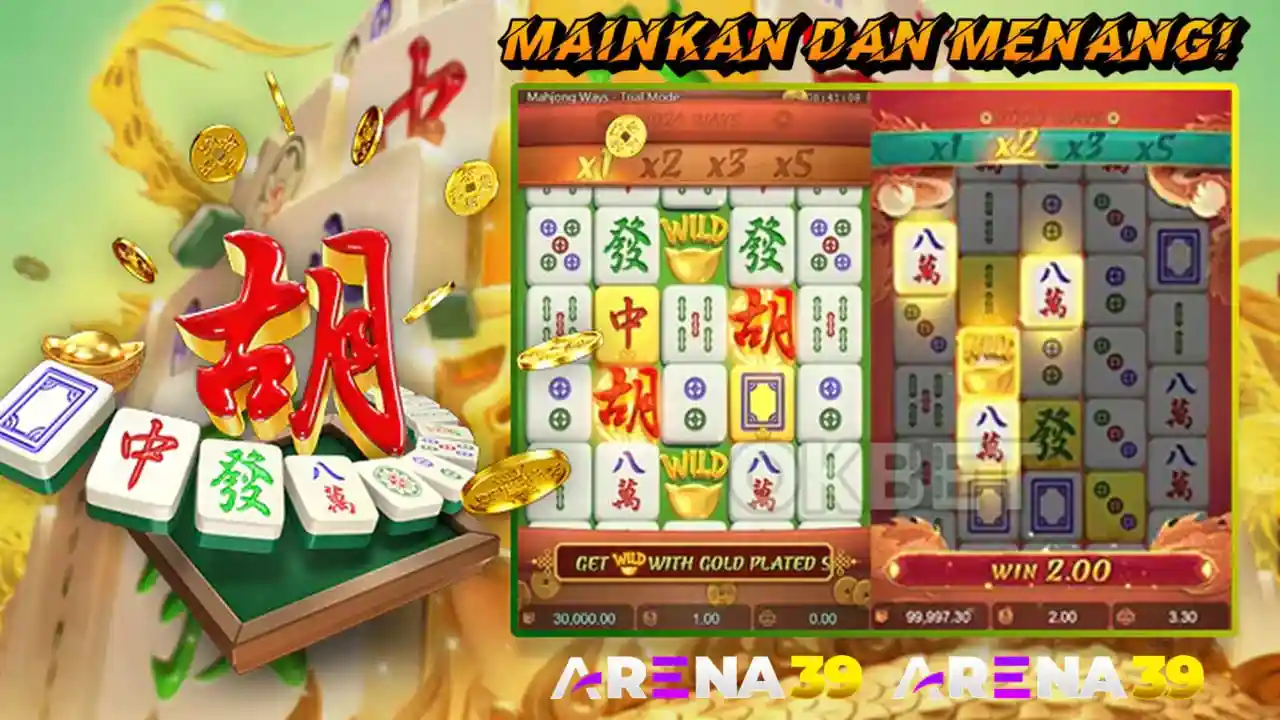 MAINKAN DAN MENANG!
Mahjong Ways - Trial Mode
x1 x2 x3 x5
發 WILD 發
中 胡
胡
八萬 WILD 八萬
GET WILD WITH GOLD PLATED S
30,000.00 1.00 0.00
x1 x2 x3 x5
八萬 八萬
八萬 發 八萬
八萬
WIN 2.00
99,997.30 2.00 3.30
胡
中 發 八萬
ARENA39 ARENA39